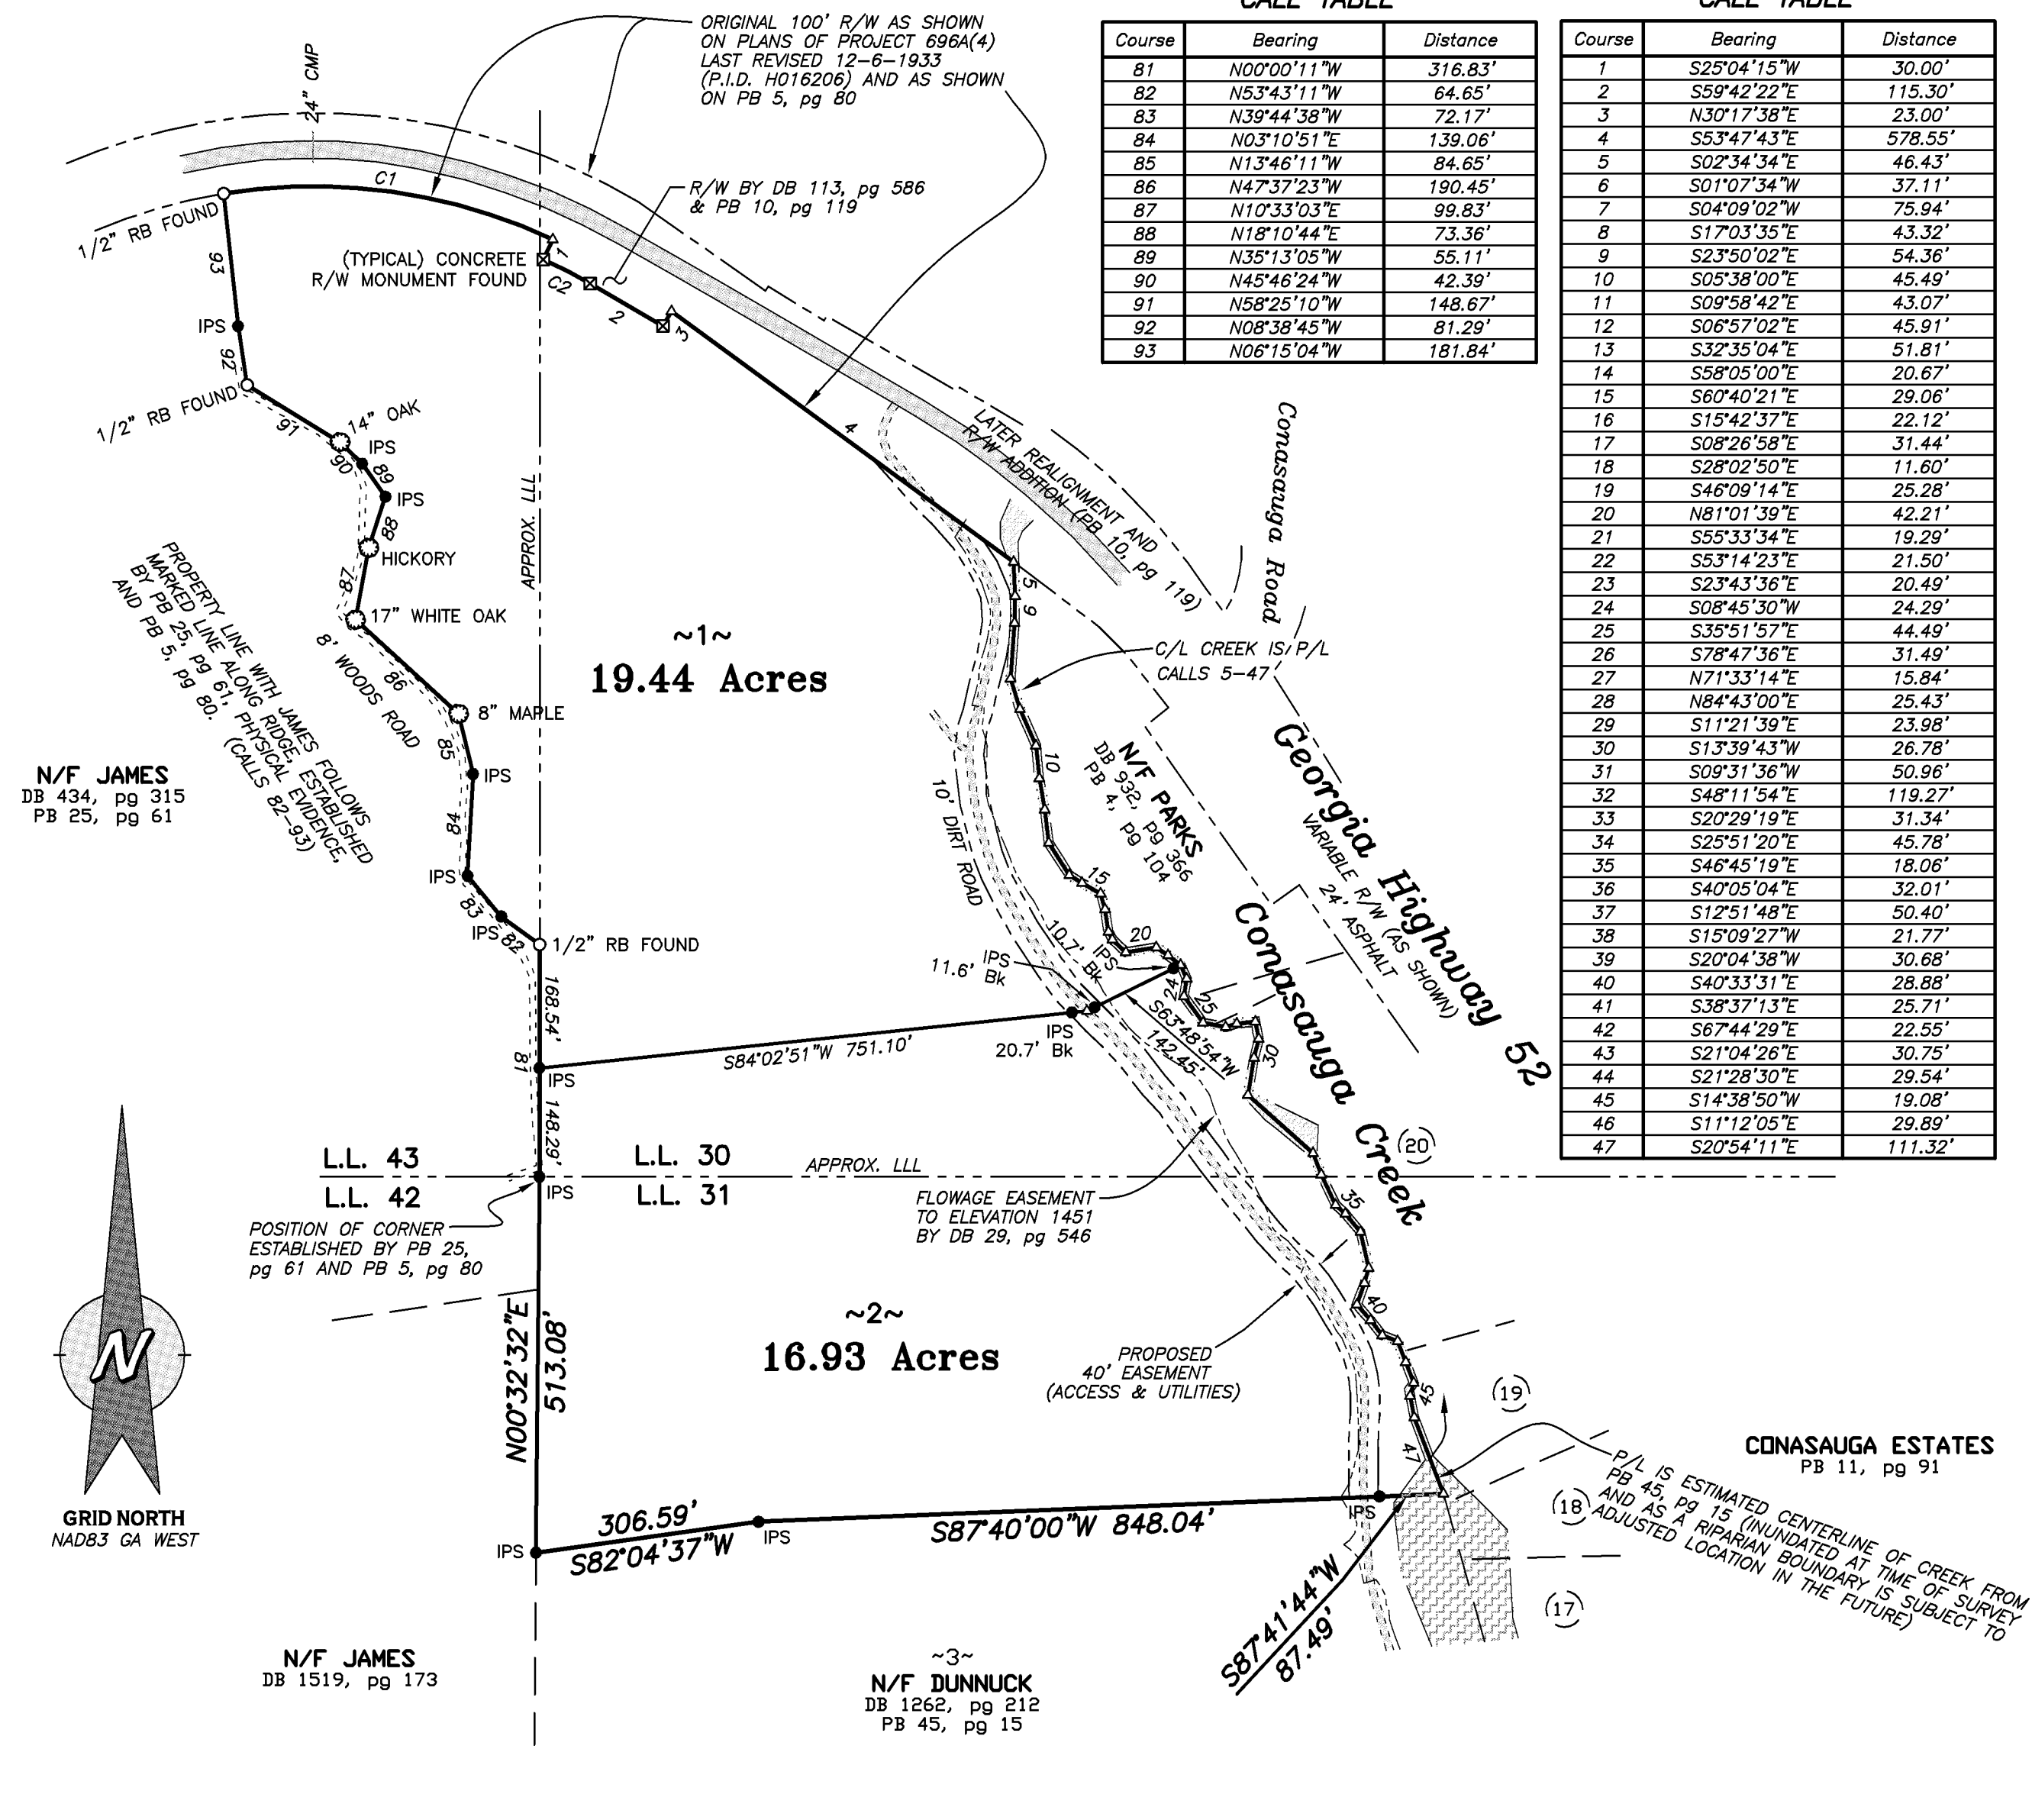 ORIGINAL 100' R/W AS SHOWN
ON PLANS OF PROJECT 696A(4)
LAST REVISED 12-6-1933
(P.I.D. H016206) AND AS SHOWN
ON PB 5, pg 80
24" CMP
C1
R/W BY DB 113, pg 586
& PB 10, pg 119
1/2" RB FOUND
(TYPICAL) CONCRETE
R/W MONUMENT FOUND
1
C2
2
3
4
93
IPS
92
1/2" RB FOUND
91
14" OAK
90
IPS
89
IPS
88
HICKORY
87
17" WHITE OAK
8' WOODS ROAD
86
8" MAPLE
85
IPS
84
IPS
83
IPS
82
1/2" RB FOUND
APPROX. LLL
PROPERTY LINE WITH JAMES FOLLOWS
MARKED LINE ALONG RIDGE, ESTABLISHED
BY PB 25, pg 61, PHYSICAL EVIDENCE,
AND PB 5, pg 80.
(CALLS 82-93)
N/F JAMES
DB 434, pg 315
PB 25, pg 61
~1~
19.44 Acres
LATER REALIGNMENT AND
R/W ADDITION (PB 10, pg 119)
Conasauga Road
5
9
C/L CREEK IS P/L
CALLS 5-47
10
N/F PARKS
DB 932, pg 366
PB 4, pg 104
Georgia Highway 52
VARIABLE R/W (AS SHOWN)
24' ASPHALT
Conasauga Creek
10' DIRT ROAD
15
20
10.7' Bk
IPS
IPS
11.6' Bk
24
25
30
S63°48'54"W
142.45'
IPS
20.7' Bk
S84°02'51"W 751.10'
168.54'
81
IPS
148.29'
L.L. 43
L.L. 30
APPROX. LLL
L.L. 42
L.L. 31
IPS
POSITION OF CORNER
ESTABLISHED BY PB 25,
pg 61 AND PB 5, pg 80
FLOWAGE EASEMENT
TO ELEVATION 1451
BY DB 29, pg 546
(20)
35
40
45
47
~2~
16.93 Acres
PROPOSED
40' EASEMENT
(ACCESS & UTILITIES)
N00°32'32"E
513.08'
(19)
CONASAUGA ESTATES
PB 11, pg 91
P/L IS ESTIMATED CENTERLINE OF CREEK FROM
PB 45, pg 15 (INUNDATED AT TIME OF SURVEY
AND AS A RIPARIAN BOUNDARY IS SUBJECT TO
ADJUSTED LOCATION IN THE FUTURE)
(18)
(17)
N
GRID NORTH
NAD83 GA WEST
IPS
306.59'
S82°04'37"W
IPS
S87°40'00"W 848.04'
IPS
S87°41'44"W
87.49'
N/F JAMES
DB 1519, pg 173
~3~
N/F DUNNUCK
DB 1262, pg 212
PB 45, pg 15
CALL TABLE
Course Bearing Distance
81 N00°00'11"W 316.83'
82 N53°43'11"W 64.65'
83 N39°44'38"W 72.17'
84 N03°10'51"E 139.06'
85 N13°46'11"W 84.65'
86 N47°37'23"W 190.45'
87 N10°33'03"E 99.83'
88 N18°10'44"E 73.36'
89 N35°13'05"W 55.11'
90 N45°46'24"W 42.39'
91 N58°25'10"W 148.67'
92 N08°38'45"W 81.29'
93 N06°15'04"W 181.84'
CALL TABLE
Course Bearing Distance
1 S25°04'15"W 30.00'
2 S59°42'22"E 115.30'
3 N30°17'38"E 23.00'
4 S53°47'43"E 578.55'
5 S02°34'34"E 46.43'
6 S01°07'34"W 37.11'
7 S04°09'02"W 75.94'
8 S17°03'35"E 43.32'
9 S23°50'02"E 54.36'
10 S05°38'00"E 45.49'
11 S09°58'42"E 43.07'
12 S06°57'02"E 45.91'
13 S32°35'04"E 51.81'
14 S58°05'00"E 20.67'
15 S60°40'21"E 29.06'
16 S15°42'37"E 22.12'
17 S08°26'58"E 31.44'
18 S28°02'50"E 11.60'
19 S46°09'14"E 25.28'
20 N81°01'39"E 42.21'
21 S55°33'34"E 19.29'
22 S53°14'23"E 21.50'
23 S23°43'36"E 20.49'
24 S08°45'30"W 24.29'
25 S35°51'57"E 44.49'
26 S78°47'36"E 31.49'
27 N71°33'14"E 15.84'
28 N84°43'00"E 25.43'
29 S11°21'39"E 23.98'
30 S13°39'43"W 26.78'
31 S09°31'36"W 50.96'
32 S48°11'54"E 119.27'
33 S20°29'19"E 31.34'
34 S25°51'20"E 45.78'
35 S46°45'19"E 18.06'
36 S40°05'04"E 32.01'
37 S12°51'48"E 50.40'
38 S15°09'27"W 21.77'
39 S20°04'38"W 30.68'
40 S40°33'31"E 28.88'
41 S38°37'13"E 25.71'
42 S67°44'29"E 22.55'
43 S21°04'26"E 30.75'
44 S21°28'30"E 29.54'
45 S14°38'50"W 19.08'
46 S11°12'05"E 29.89'
47 S20°54'11"E 111.32'